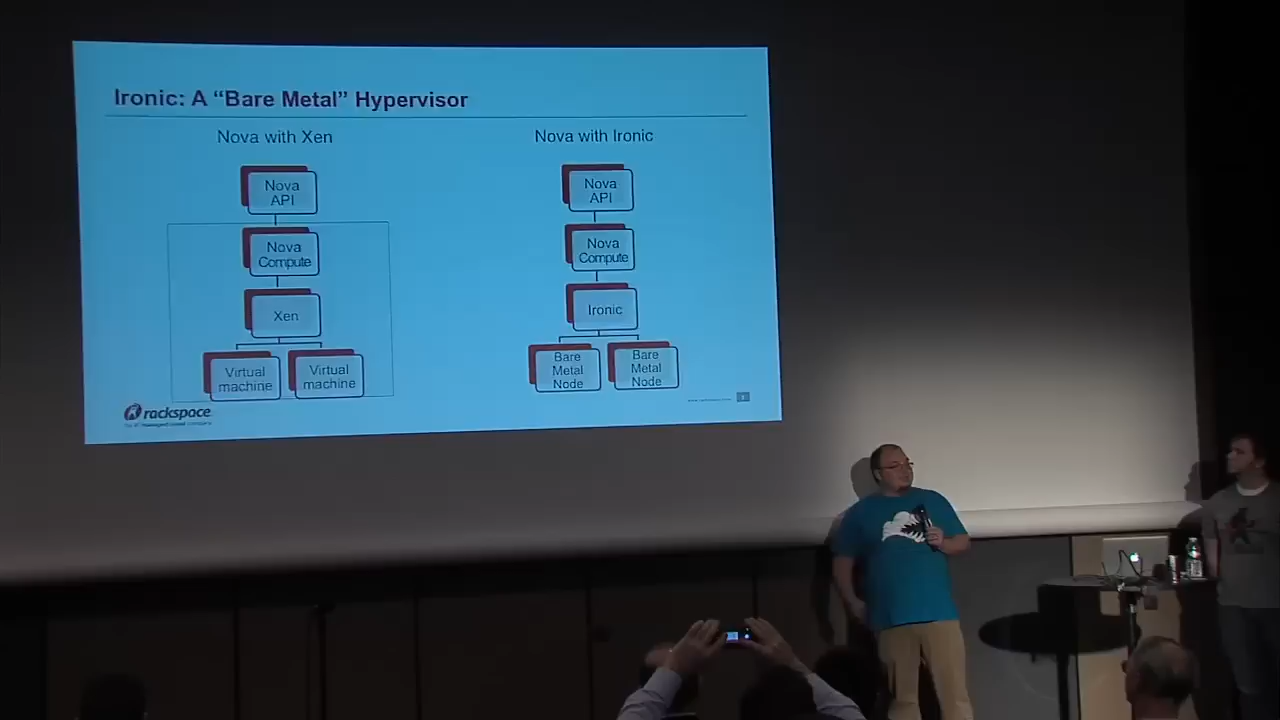 Ironic: A “Bare Metal” Hypervisor
Nova with Xen
Nova
API
Nova
Compute
Xen
Virtual
machine
Virtual
machine
Nova with Ironic
Nova
API
Nova
Compute
Ironic
Bare
Metal
Node
Bare
Metal
Node
rackspace